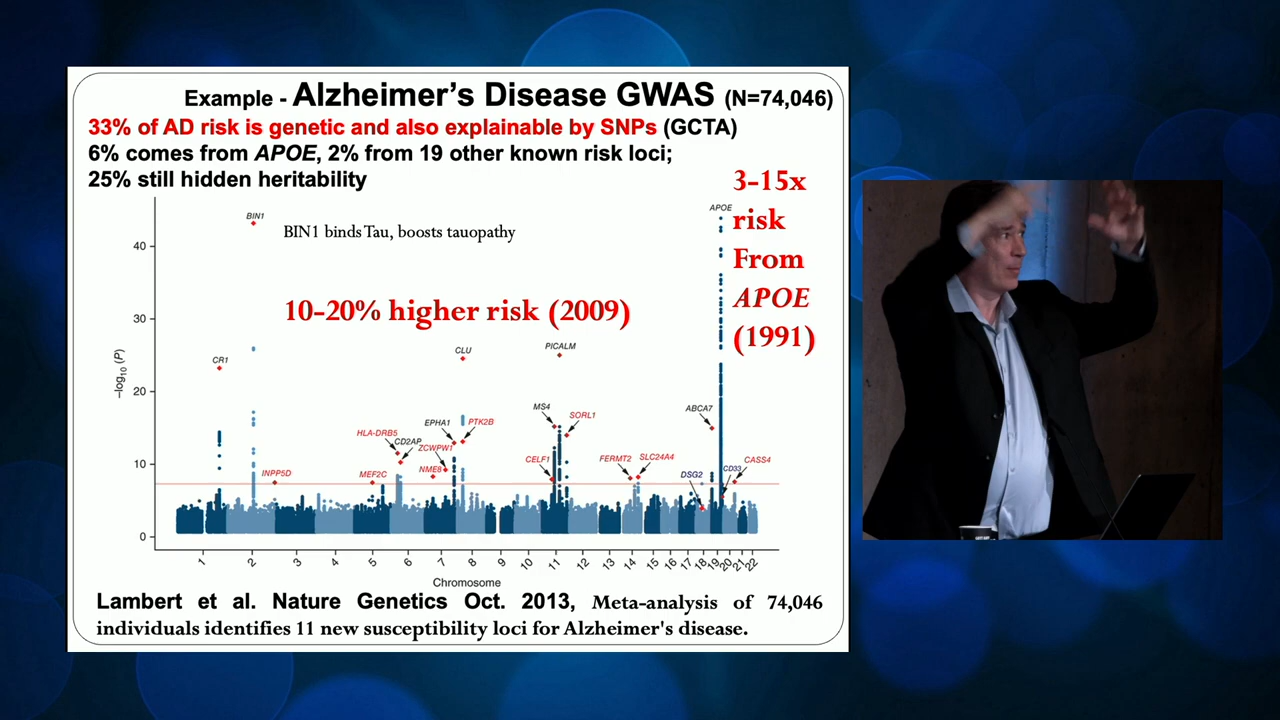 Example - Alzheimer's Disease GWAS (N=74,046)
33% of AD risk is genetic and also explainable by SNPs (GCTA)
6% comes from APOE, 2% from 19 other known risk loci;
25% still hidden heritability
3-15x
risk
From
APOE
(1991)
BIN1
BIN1 binds Tau, boosts tauopathy
APOE
10-20% higher risk (2009)
CR1
CLU
PICALM
MS4
SORL1
ABCA7
EPHA1
PTK2B
HLA-DRB5
CD2AP
ZCWPW1
NME8
INPP5D
MEF2C
CELF1
FERMT2
SLC24A4
DSG2
CD33
CASS4
–log10 (P)
40
30
20
10
0
1 2 3 4 5 6 7 8 9 10 11 12 13 14 15 16 17 18 19 20 21 22
Chromosome
Lambert et al. Nature Genetics Oct. 2013, Meta-analysis of 74,046
individuals identifies 11 new susceptibility loci for Alzheimer's disease.